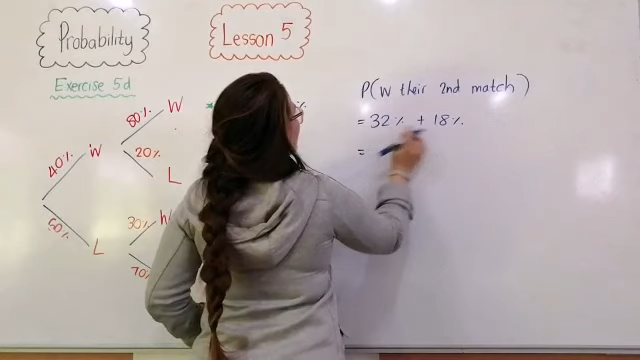 Probability
Lesson 5
Exercise 5d
40%
W
80%
W
20%
L
60%
L
30%
70%
%
P(W their 2nd match)
= 32% + 18%
=